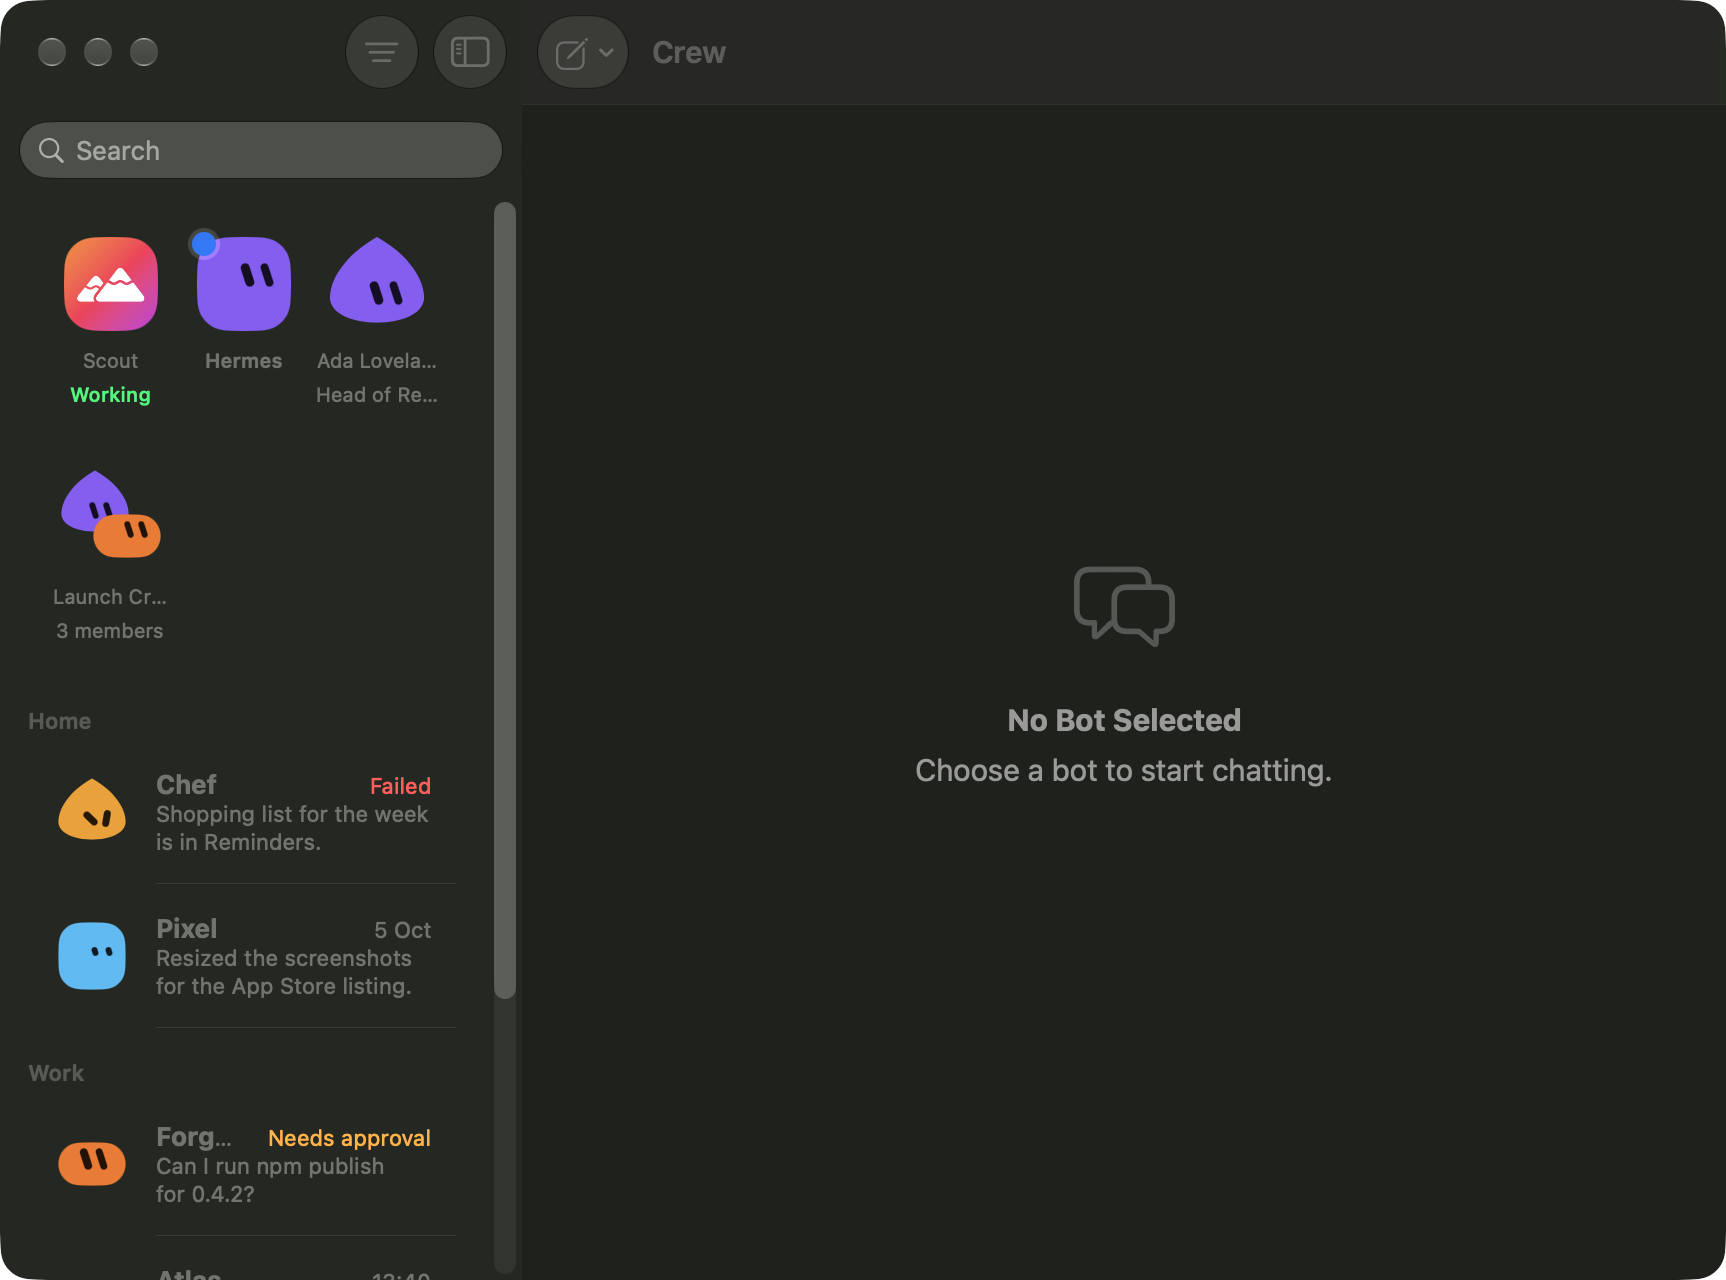 Crew
Search
Scout
Working
Hermes
Ada Lovela...
Head of Re...
Launch Cr...
3 members
Home
Chef
Failed
Shopping list for the week
is in Reminders.
Pixel
5 Oct
Resized the screenshots
for the App Store listing.
Work
Forg...
Needs approval
Can I run npm publish
for 0.4.2?
No Bot Selected
Choose a bot to start chatting.